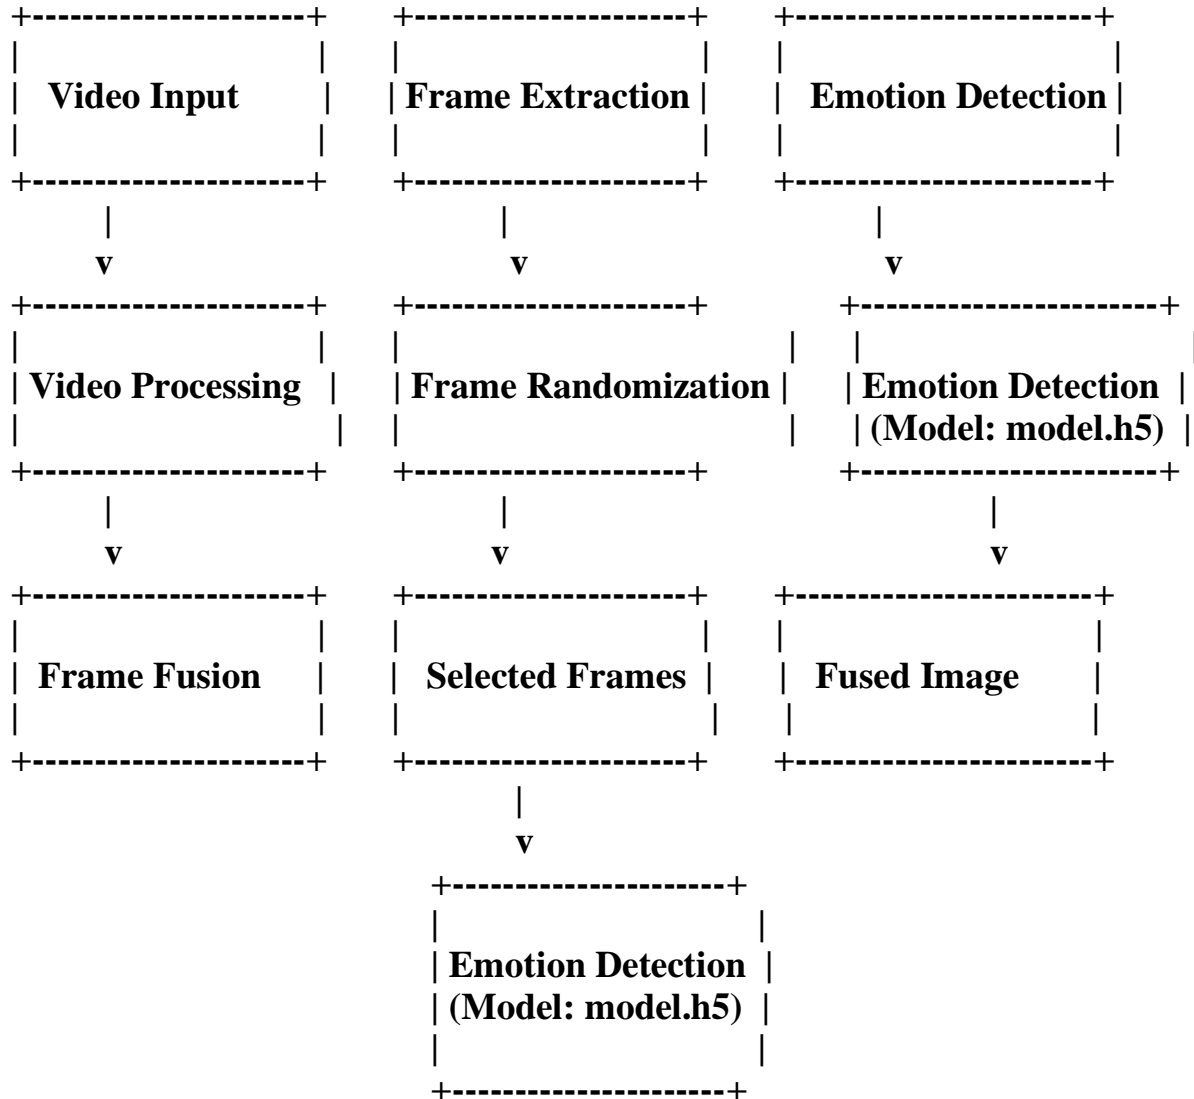 +----------------------+ +----------------------+ +------------------------+
| | | | | |
| Video Input | | Frame Extraction | | Emotion Detection |
| | | | | |
+----------------------+ +----------------------+ +------------------------+
| | |
v v v
+----------------------+ +----------------------+ +------------------------+
| | | | | |
| Video Processing | | Frame Randomization | | Emotion Detection |
| | | | | (Model: model.h5) |
+----------------------+ +----------------------+ +------------------------+
| | |
v v v
+----------------------+ +----------------------+ +------------------------+
| | | | | |
| Frame Fusion | | Selected Frames | | Fused Image |
| | | | | |
+----------------------+ +----------------------+ +------------------------+
|
v
+----------------------+
| |
| Emotion Detection |
| (Model: model.h5) |
| |
+----------------------+